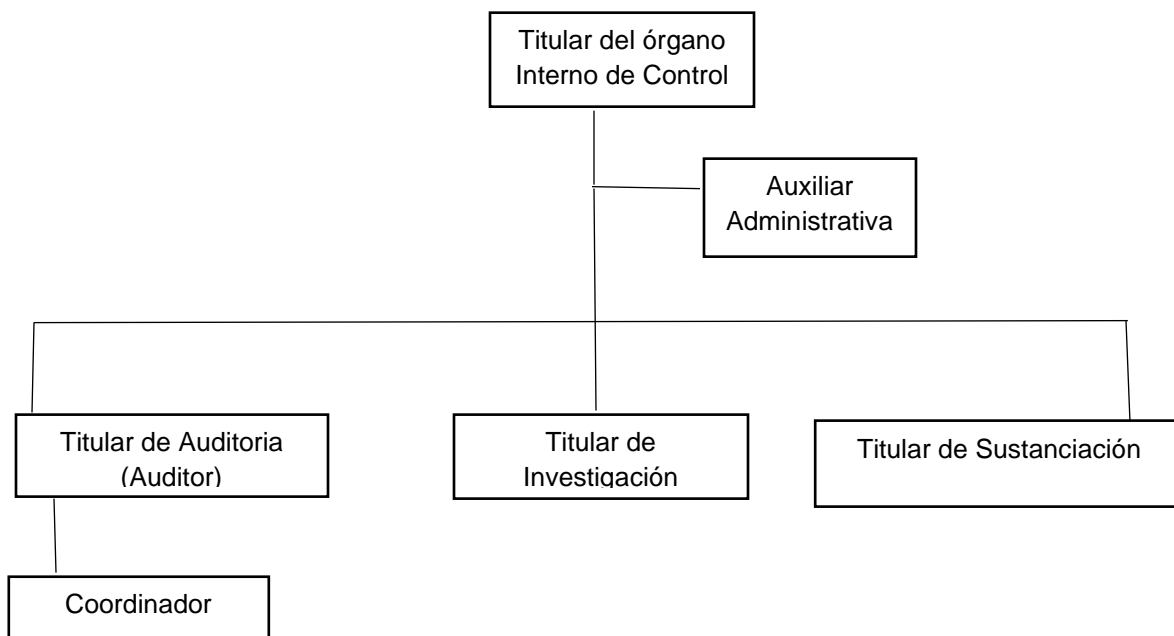 Titular del órgano
Interno de Control
Auxiliar
Administrativa
Titular de Auditoria
(Auditor)
Titular de
Investigación
Titular de Sustanciación
Coordinador